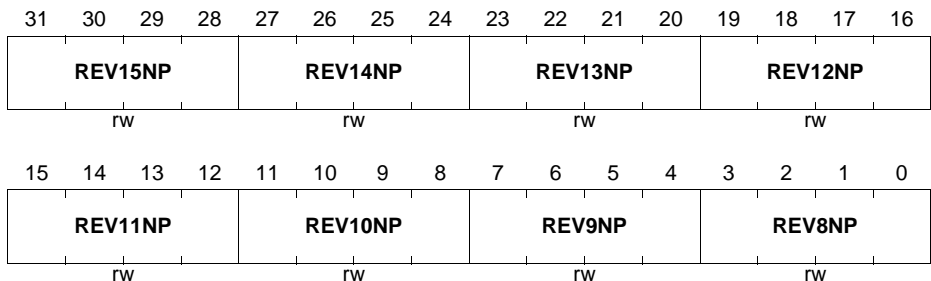 31 30 29 28 27 26 25 24 23 22 21 20 19 18 17 16
REV15NP REV14NP REV13NP REV12NP
rw rw rw rw
15 14 13 12 11 10 9 8 7 6 5 4 3 2 1 0
REV11NP REV10NP REV9NP REV8NP
rw rw rw rw